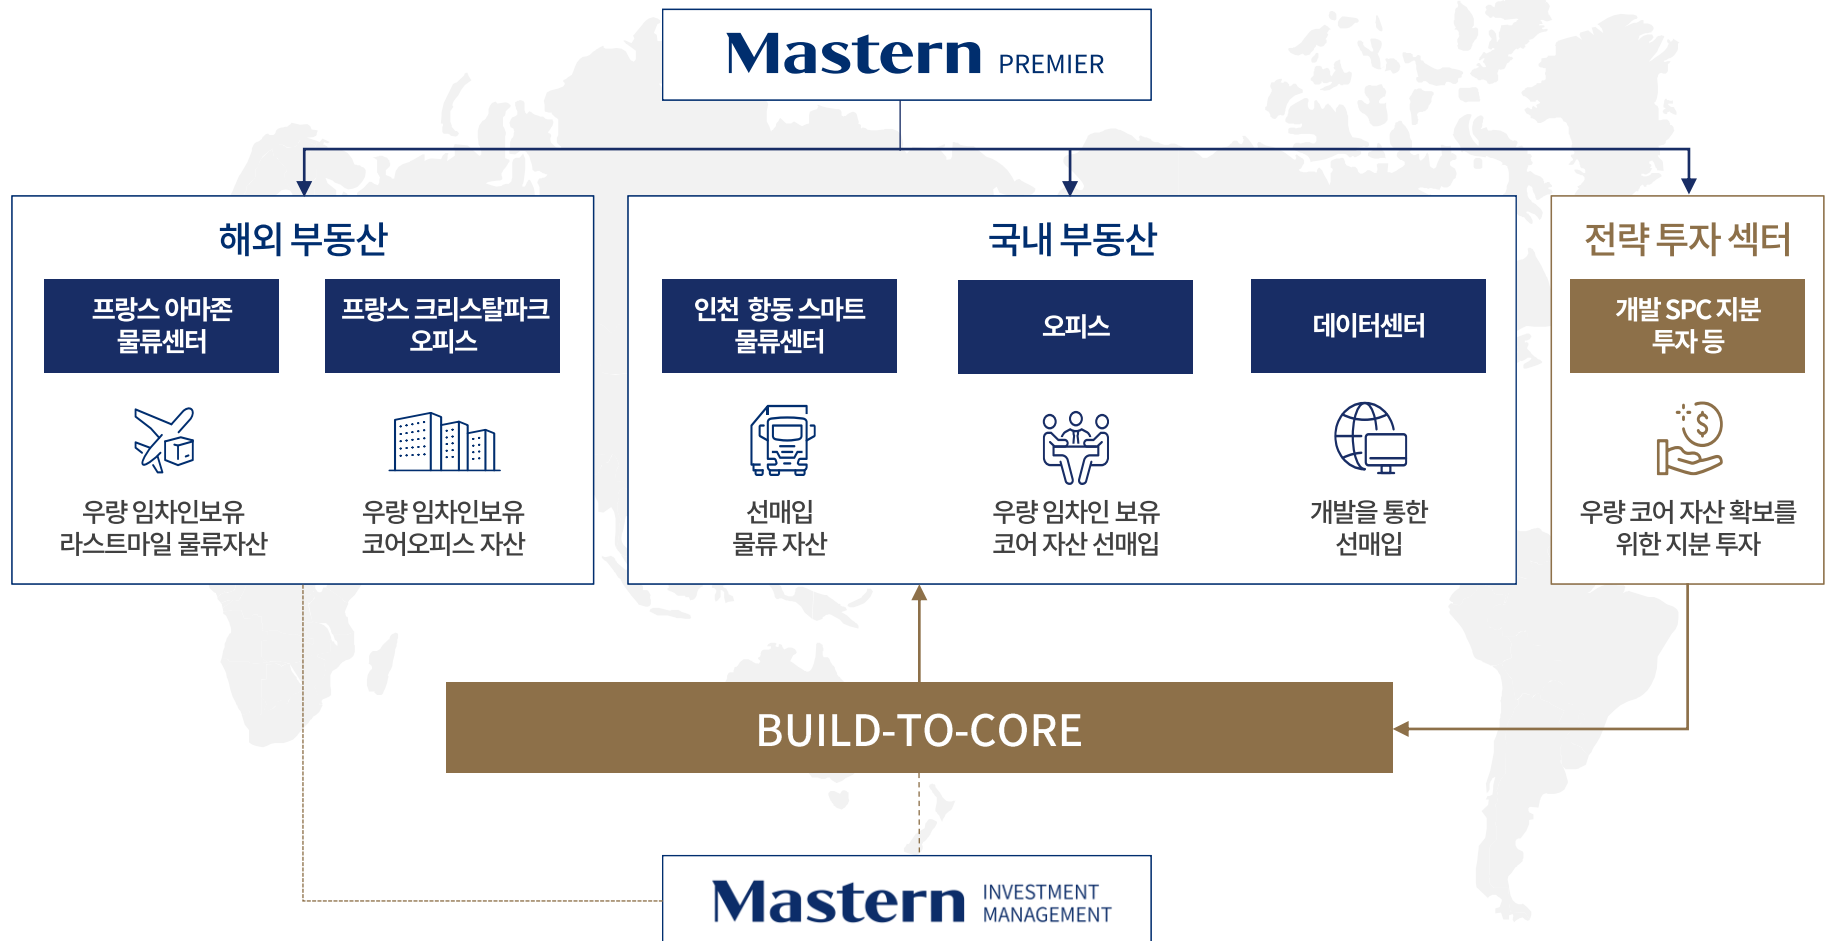 Mastern PREMIER
해외 부동산
프랑스 아마존
물류센터
우량 임차인보유
라스트마일 물류자산
프랑스 크리스탈파크
오피스
우량 임차인보유
코어오피스 자산
국내 부동산
인천 항동 스마트
물류센터
선매입
물류 자산
오피스
우량 임차인 보유
코어 자산 선매입
데이터센터
개발을 통한
선매입
전략 투자 섹터
개발 SPC 지분
투자 등
우량 코어 자산 확보를
위한 지분 투자
BUILD-TO-CORE
Mastern INVESTMENT
MANAGEMENT